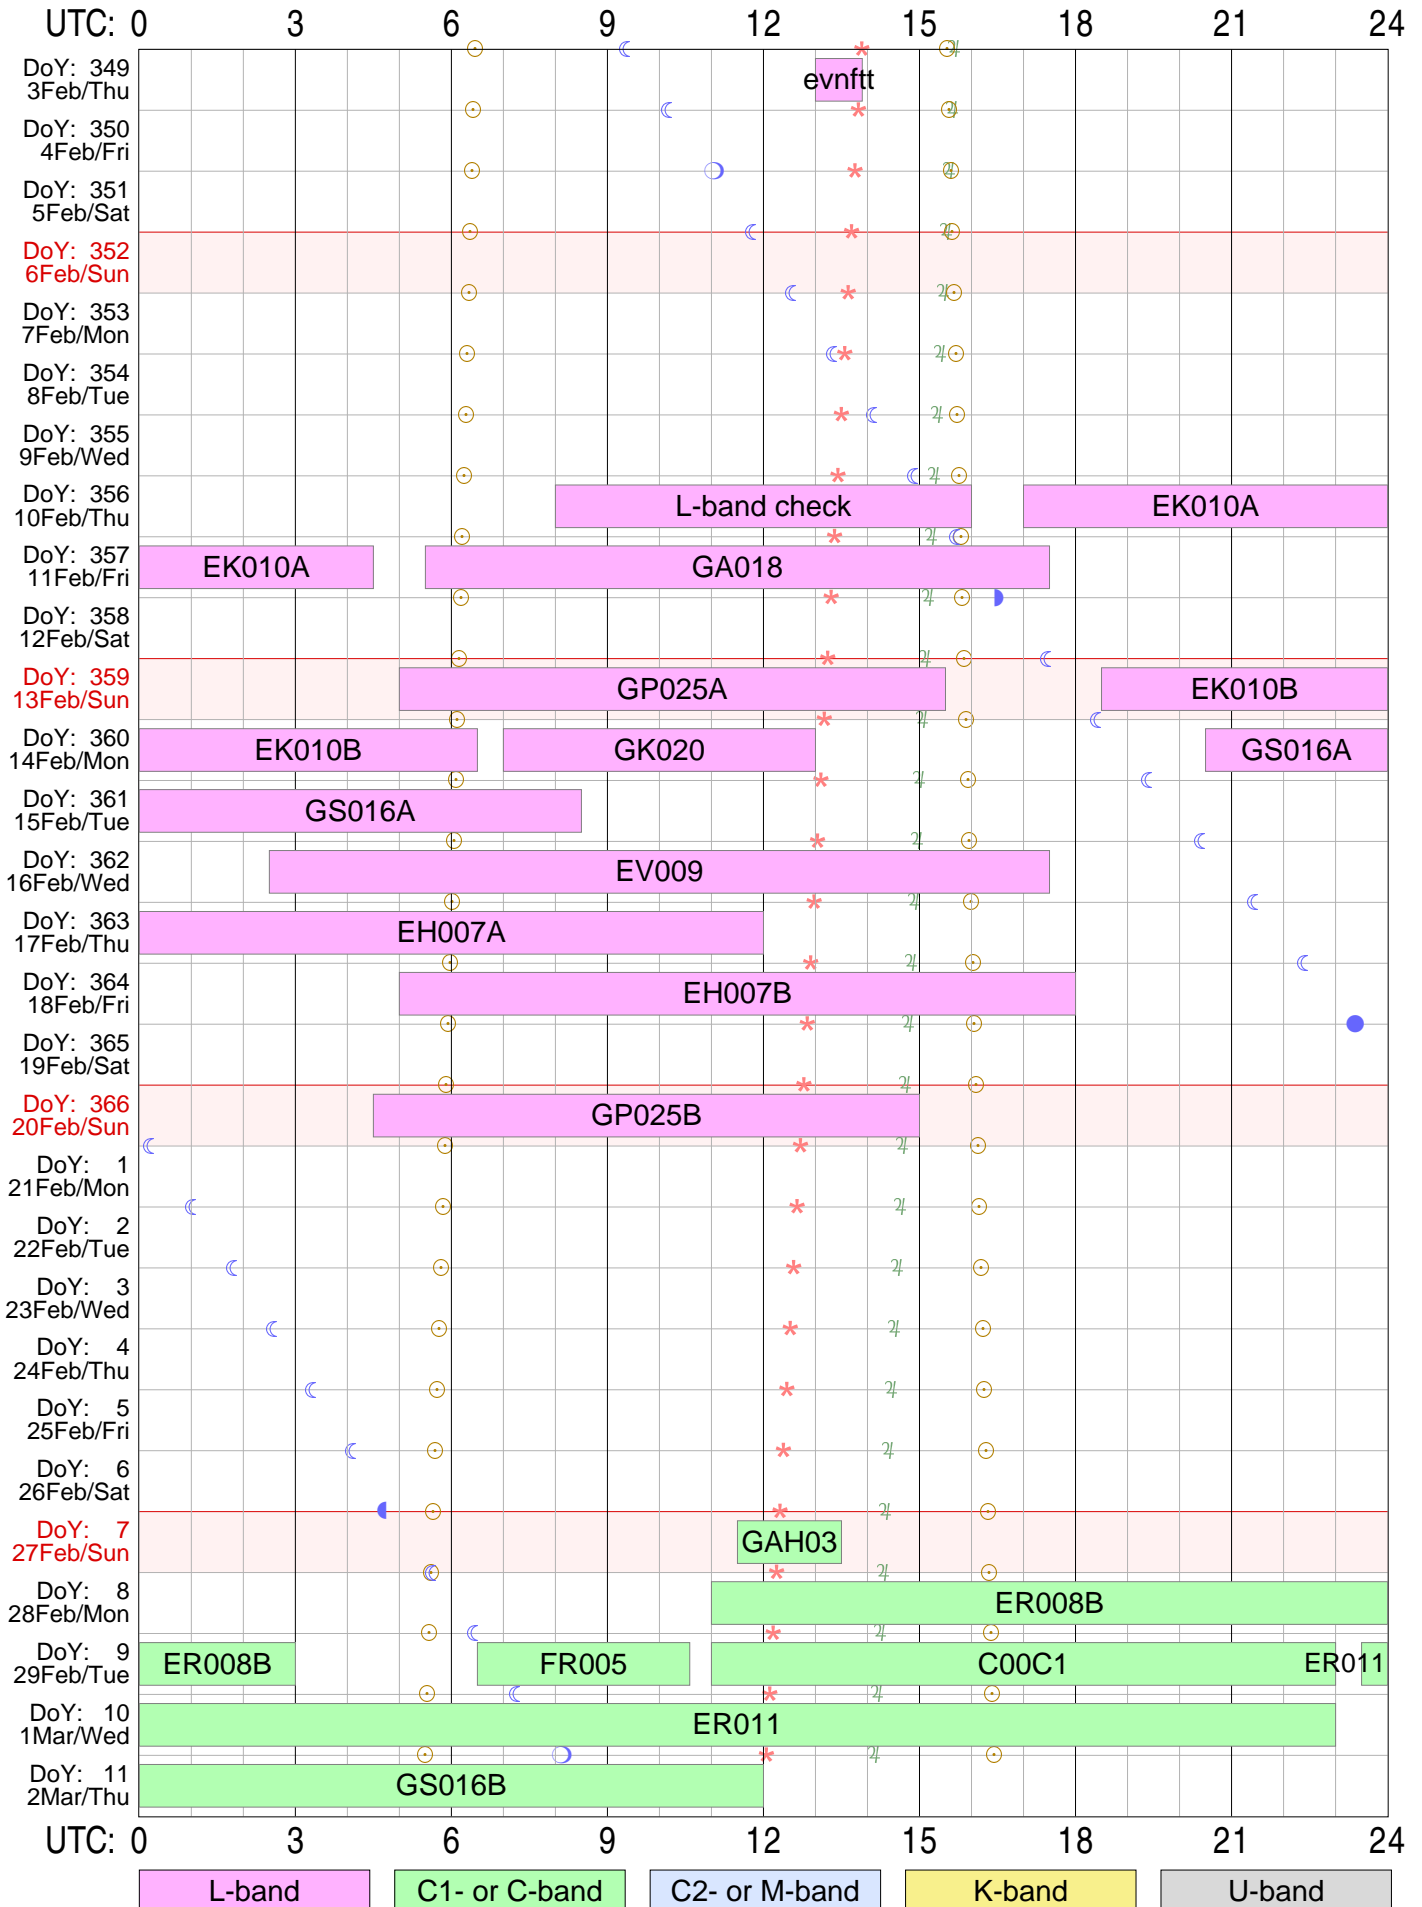 UTC: 0 3 6 9 12 15 18 21 24
DoY: 349
3Feb/Thu
evnftt
DoY: 350
4Feb/Fri
DoY: 351
5Feb/Sat
DoY: 352
6Feb/Sun
DoY: 353
7Feb/Mon
DoY: 354
8Feb/Tue
DoY: 355
9Feb/Wed
DoY: 356
10Feb/Thu
L-band check EK010A
DoY: 357
11Feb/Fri
EK010A GA018
DoY: 358
12Feb/Sat
DoY: 359
13Feb/Sun
GP025A EK010B
DoY: 360
14Feb/Mon
EK010B GK020 GS016A
DoY: 361
15Feb/Tue
GS016A
DoY: 362
16Feb/Wed
EV009
DoY: 363
17Feb/Thu
EH007A
DoY: 364
18Feb/Fri
EH007B
DoY: 365
19Feb/Sat
DoY: 366
20Feb/Sun
GP025B
DoY: 1
21Feb/Mon
DoY: 2
22Feb/Tue
DoY: 3
23Feb/Wed
DoY: 4
24Feb/Thu
DoY: 5
25Feb/Fri
DoY: 6
26Feb/Sat
DoY: 7
27Feb/Sun
GAH03
DoY: 8
28Feb/Mon
ER008B
DoY: 9
29Feb/Tue
ER008B FR005 C00C1 ER011
DoY: 10
1Mar/Wed
ER011
DoY: 11
2Mar/Thu
GS016B
UTC: 0 3 6 9 12 15 18 21 24
L-band C1- or C-band C2- or M-band K-band U-band